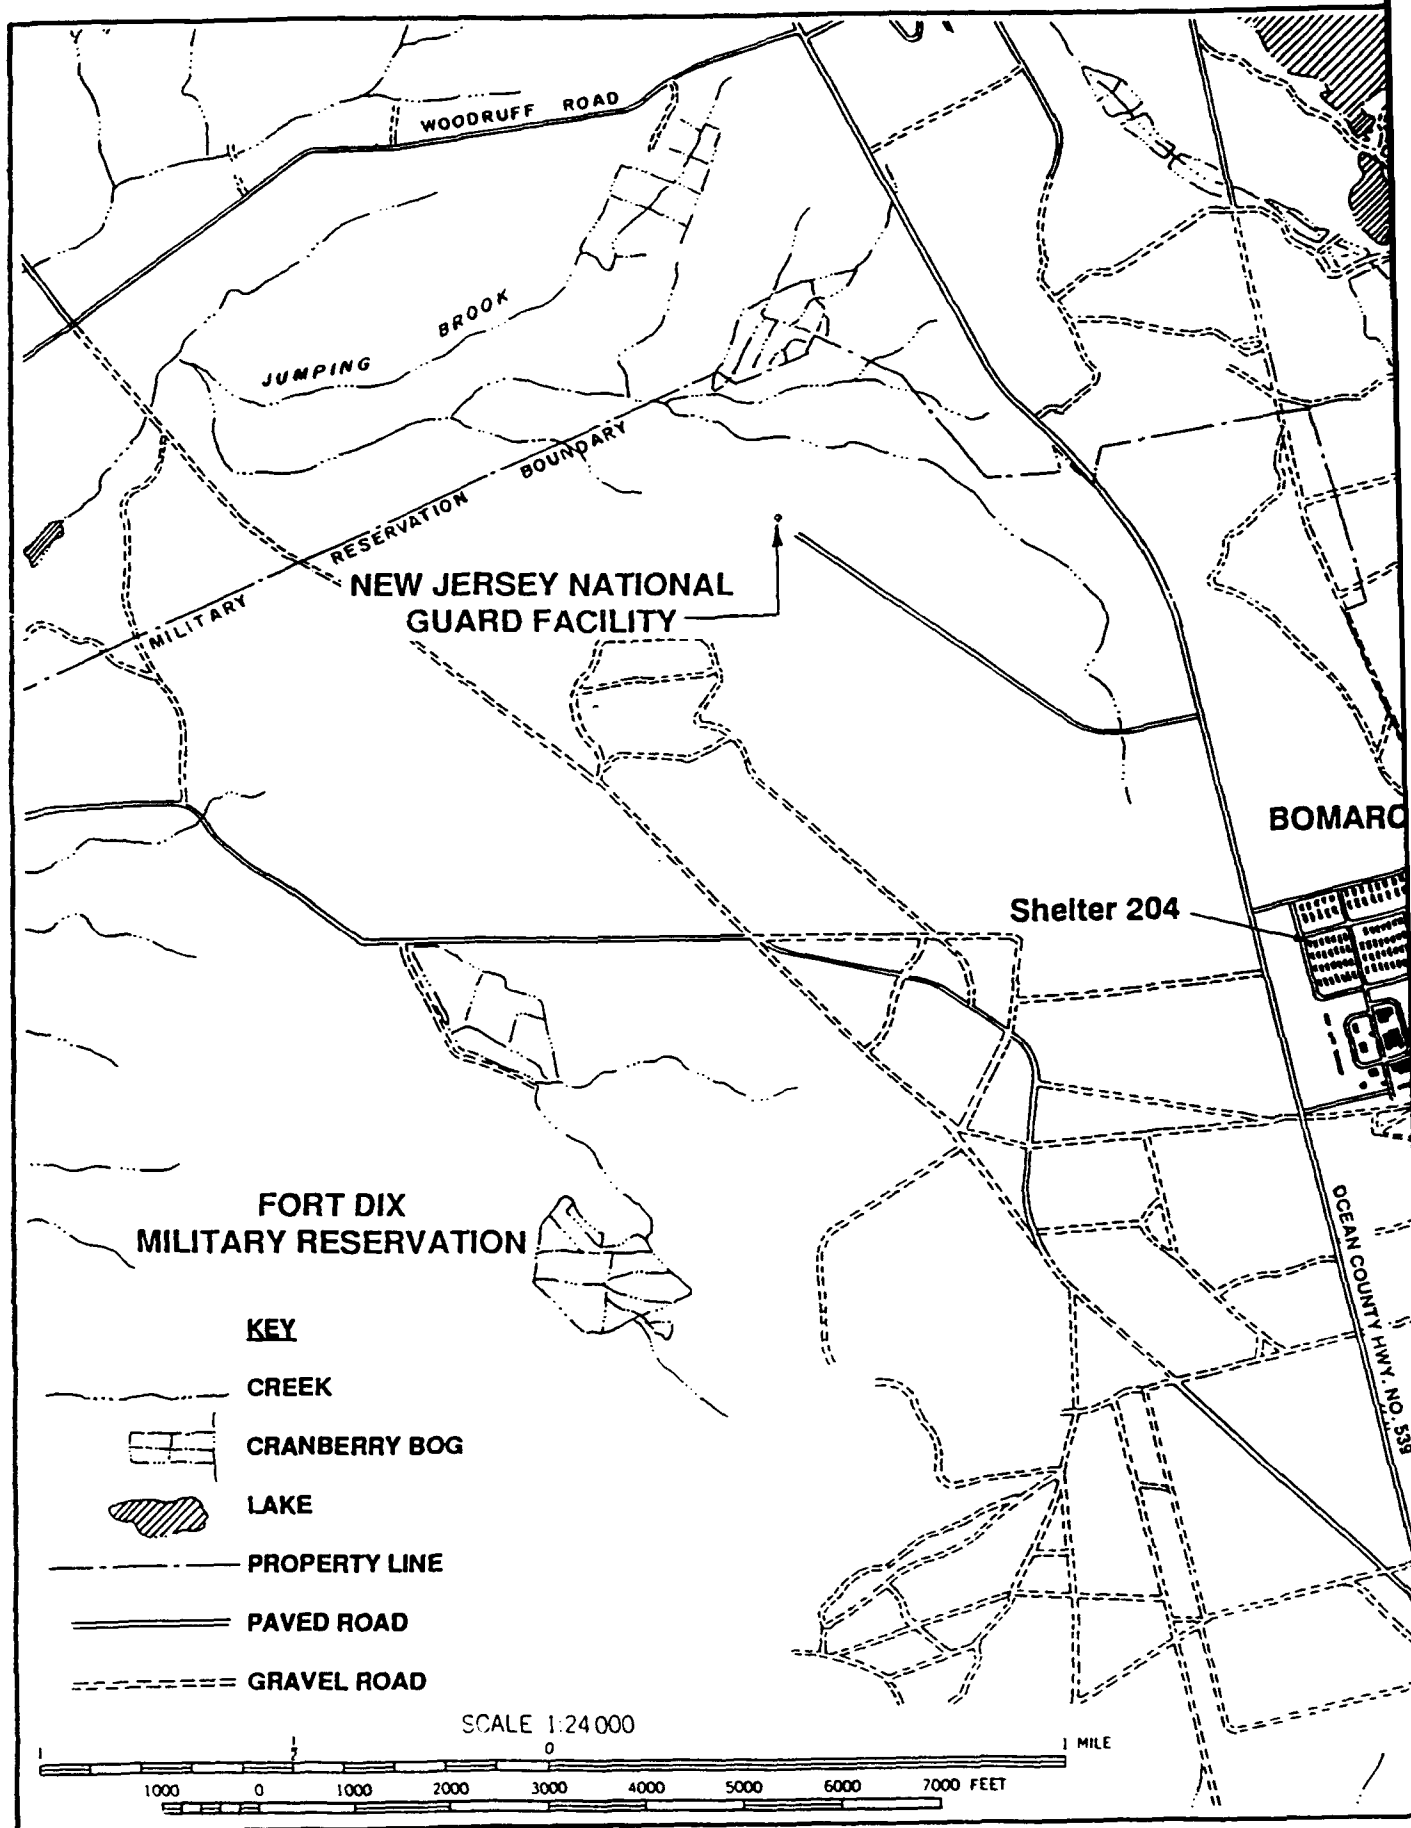 WOODRUFF ROAD
JUMPING BROOK
MILITARY RESERVATION BOUNDARY
NEW JERSEY NATIONAL
GUARD FACILITY
BOMARC
Shelter 204
OCEAN COUNTY HWY. NO. 539
FORT DIX
MILITARY RESERVATION
KEY
CREEK
CRANBERRY BOG
LAKE
PROPERTY LINE
PAVED ROAD
GRAVEL ROAD
SCALE 1:24 000
1 1/2 0 1 MILE
1000 0 1000 2000 3000 4000 5000 6000 7000 FEET